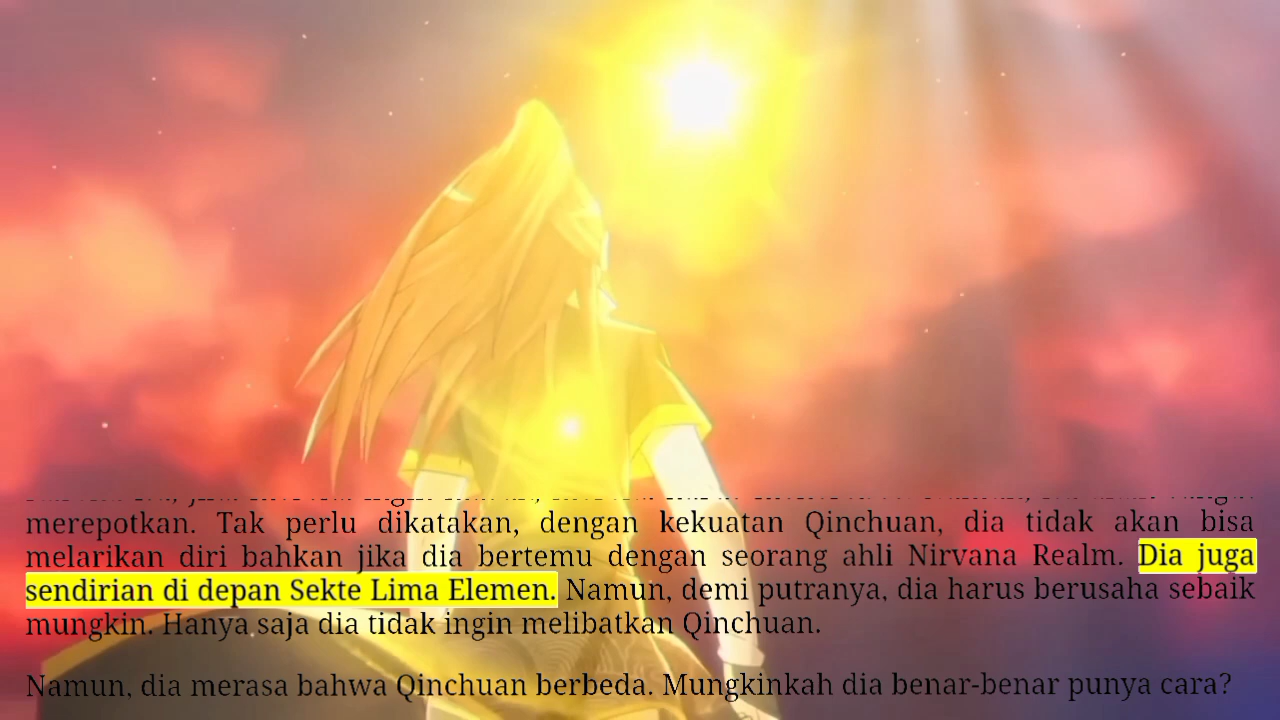 merepotkan. Tak perlu dikatakan, dengan kekuatan Qinchuan, dia tidak akan bisa
melarikan diri bahkan jika dia bertemu dengan seorang ahli Nirvana Realm. Dia juga
sendirian di depan Sekte Lima Elemen. Namun, demi putranya, dia harus berusaha sebaik
mungkin. Hanya saja dia tidak ingin melibatkan Qinchuan.
Namun, dia merasa bahwa Qinchuan berbeda. Mungkinkah dia benar-benar punya cara?